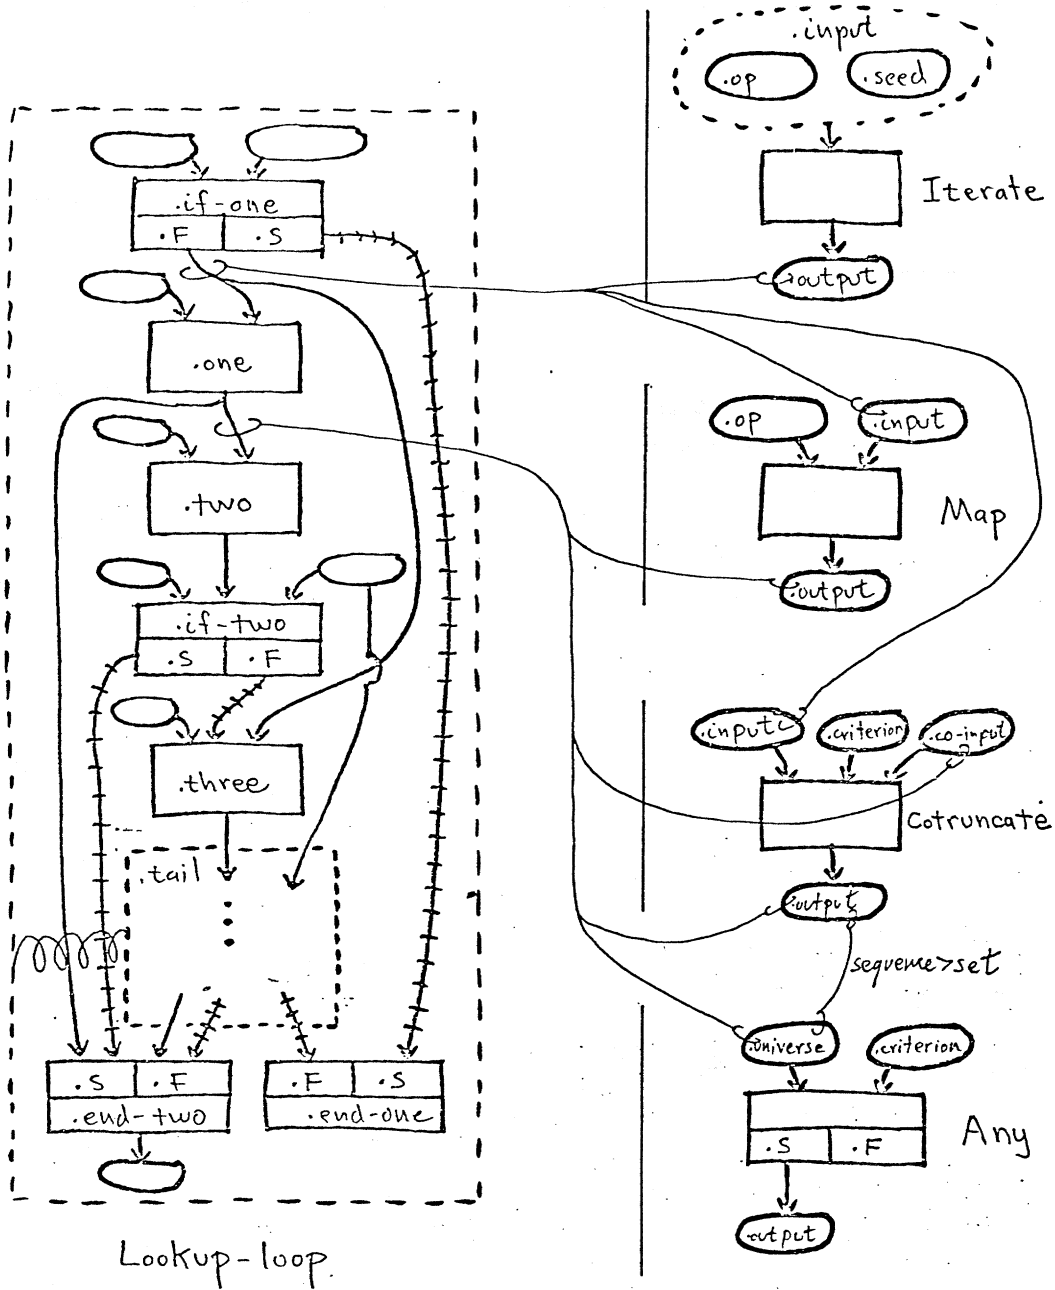 .if-one
.F
.S
.one
.two
.if-two
.S
.F
.three
.tail
.S
.F
.end-two
.F
.S
.end-one
Lookup-loop
.input
.op
.seed
Iterate
.output
.op
.input
Map
.output
.input
.criterion
.co-input
Cotruncate
.output
sequence>set
.universe
.criterion
.S
.F
Any
.output